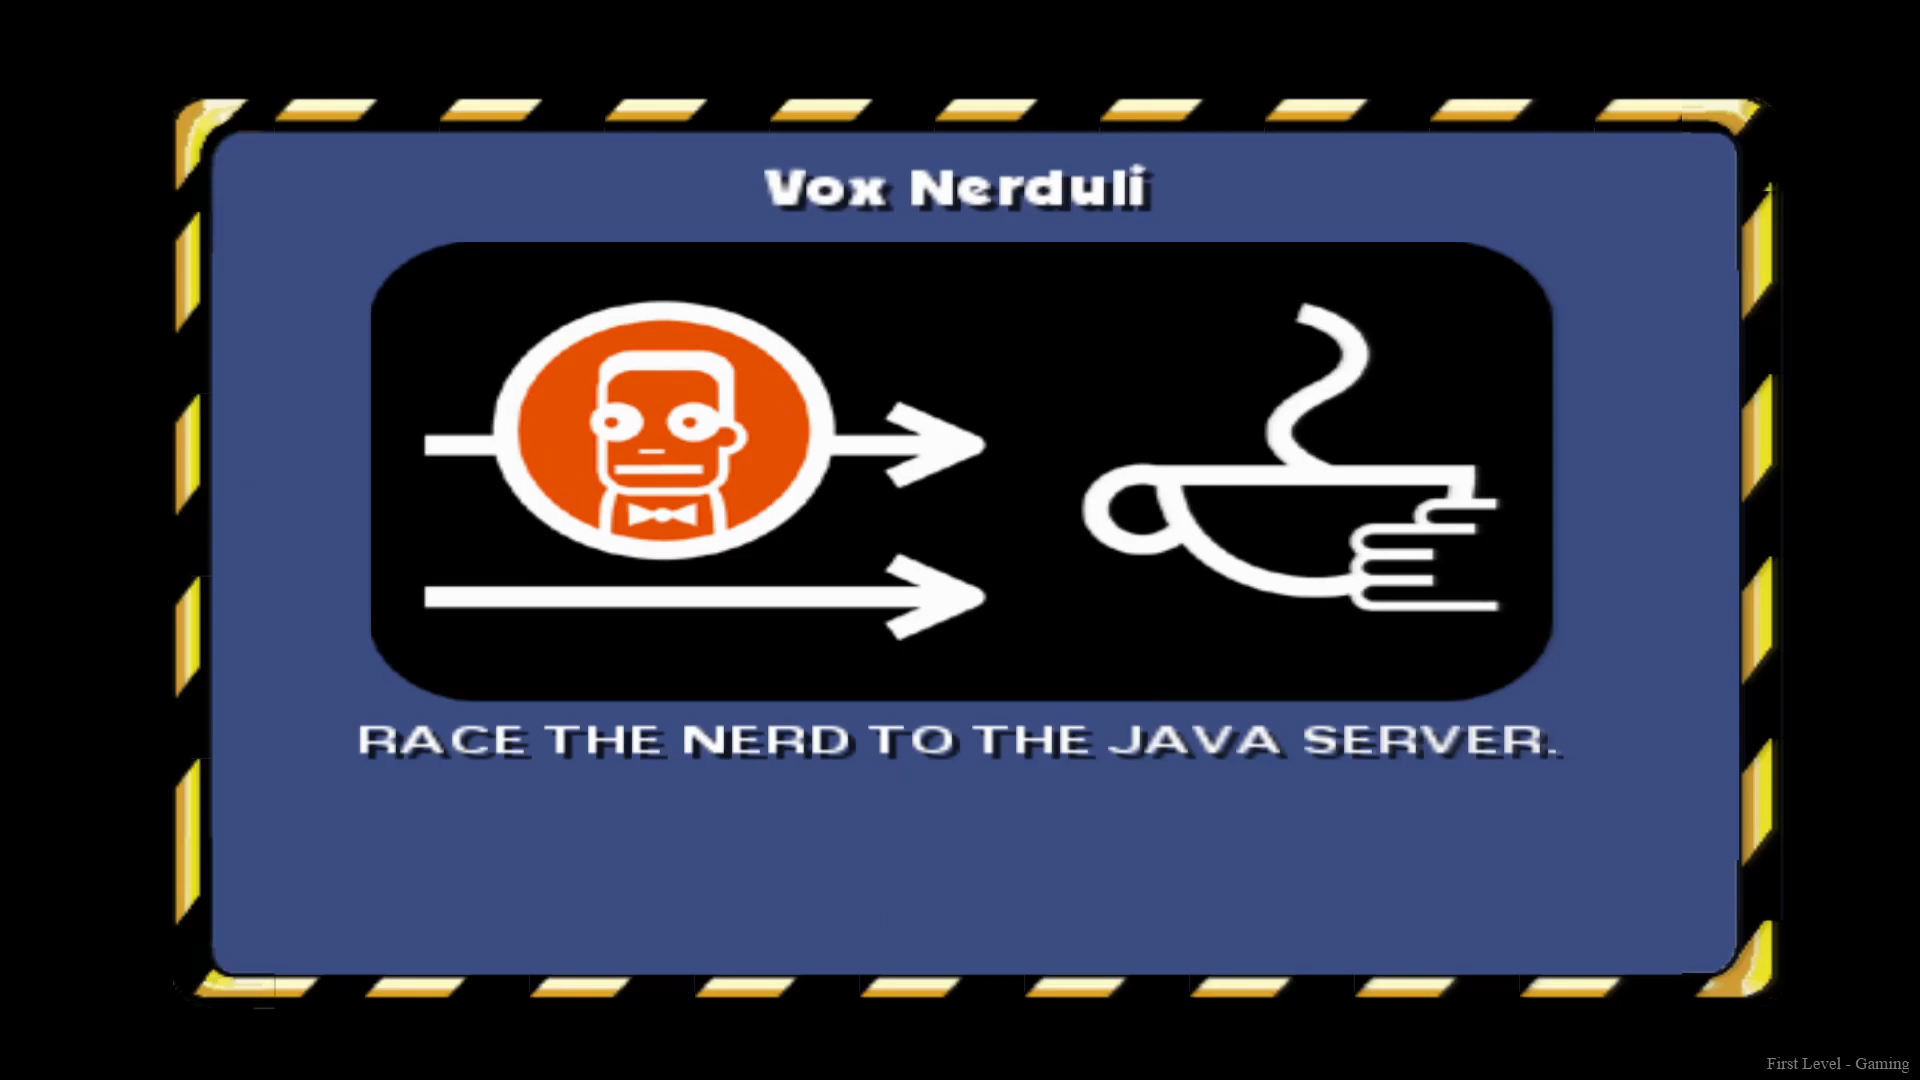 Vox Nerduli
RACE THE NERD TO THE JAVA SERVER.
First Level - Gaming